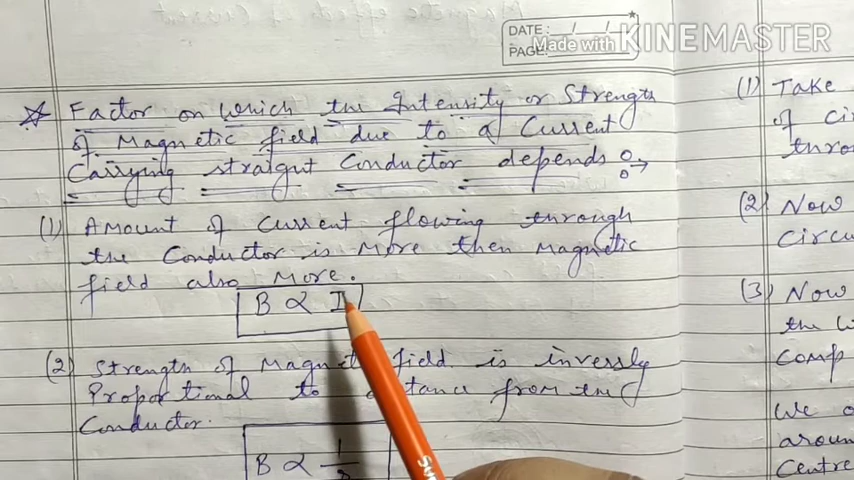 DATE: / /
PAGE:
Made with KINEMASTER
Factor on which the Intensity or Strength
of Magnetic field due to a Current
Carrying straignt Conductor depends
(1) Amount of Current flowing through
the Conductor is More then Magnetic
field also More.
B ∝ I
(2) Strength of Magnetic field is inversly
Proportional to distance from the
Conductor.
B ∝ 1
(1) Take
of
(2) Now
(3) Now
the
Comp
We
around
Centre